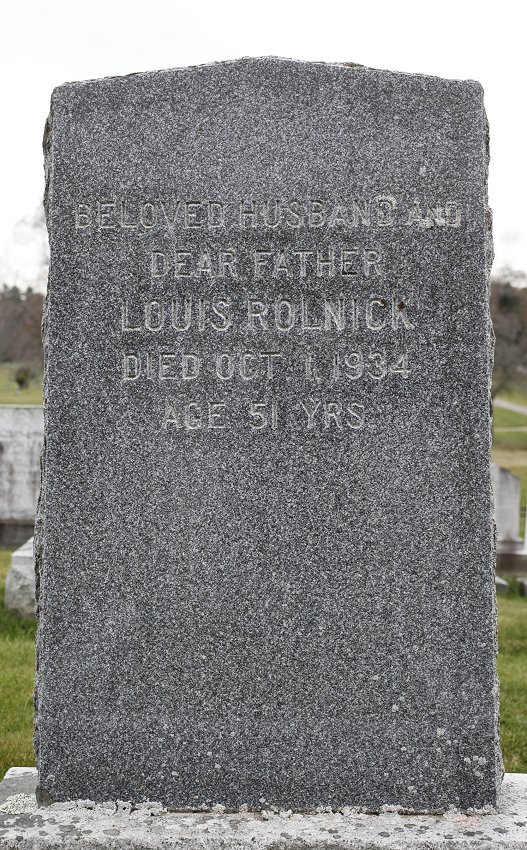 BELOVED HUSBAND AND
DEAR FATHER
LOUIS ROLNICK
DIED OCT. 1, 1934
AGE 51 YRS.